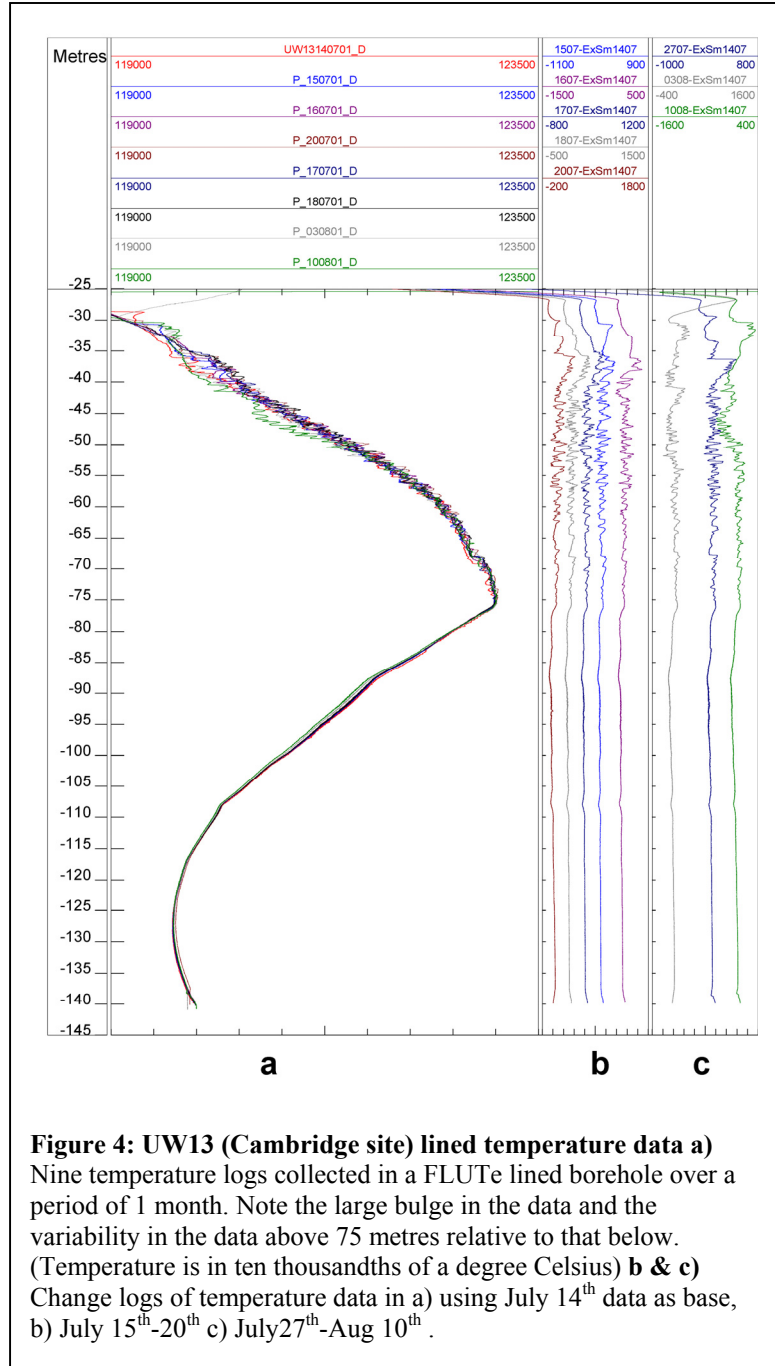 Metres
UW13140701_D
119000 123500
P_150701_D
119000 123500
P_160701_D
119000 123500
P_200701_D
119000 123500
P_170701_D
119000 123500
P_180701_D
119000 123500
P_030801_D
119000 123500
P_100801_D
119000 123500
1507-ExSm1407
-1100 900
1607-ExSm1407
-1500 500
1707-ExSm1407
-800 1200
1807-ExSm1407
-500 1500
2007-ExSm1407
-200 1800
2707-ExSm1407
-1000 800
0308-ExSm1407
-400 1600
1008-ExSm1407
-1600 400
-25
-30
-35
-40
-45
-50
-55
-60
-65
-70
-75
-80
-85
-90
-95
-100
-105
-110
-115
-120
-125
-130
-135
-140
-145
a b c
Figure 4: UW13 (Cambridge site) lined temperature data a)
Nine temperature logs collected in a FLUTe lined borehole over a
period of 1 month. Note the large bulge in the data and the
variability in the data above 75 metres relative to that below.
(Temperature is in ten thousandths of a degree Celsius) b & c)
Change logs of temperature data in a) using July 14th data as base,
b) July 15th-20th c) July27th-Aug 10th .